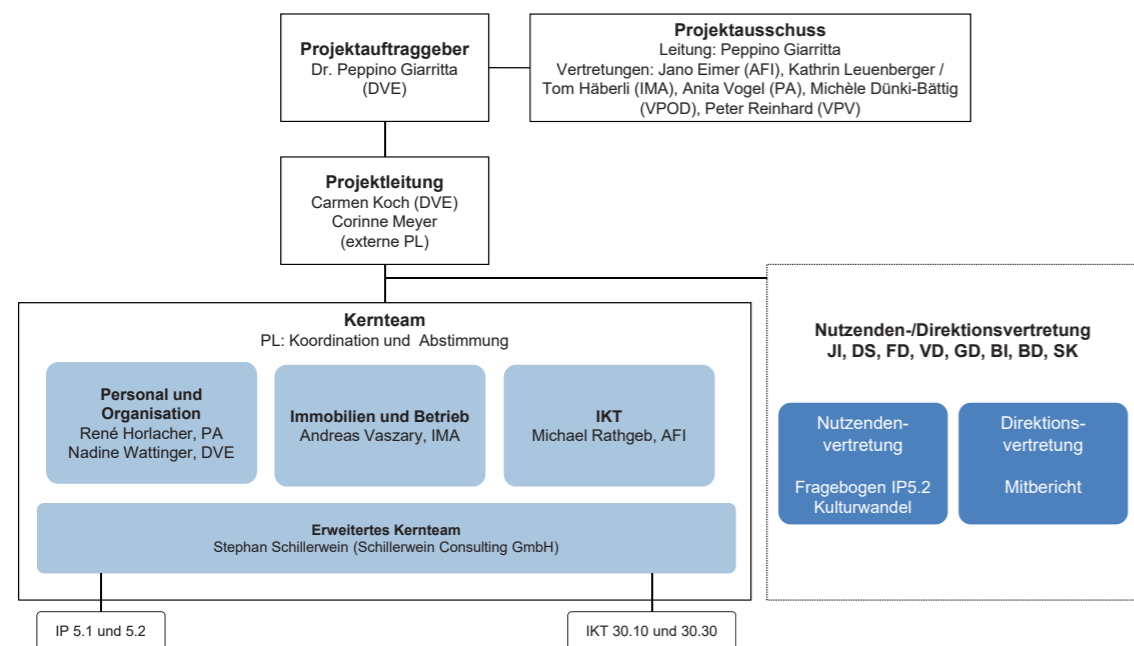 Projektauftraggeber
Dr. Peppino Giarritta
(DVE)
Projektausschuss
Leitung: Peppino Giarritta
Vertretungen: Jano Eimer (AFI), Kathrin Leuenberger /
Tom Häberli (IMA), Anita Vogel (PA), Michèle Dünki-Bättig
(VPOD), Peter Reinhard (VPV)
Projektleitung
Carmen Koch (DVE)
Corinne Meyer
(externe PL)
Kernteam
PL: Koordination und Abstimmung
Personal und
Organisation
René Horlacher, PA
Nadine Wattinger, DVE
Immobilien und Betrieb
Andreas Vaszary, IMA
IKT
Michael Rathgeb, AFI
Erweitertes Kernteam
Stephan Schillerwein (Schillerwein Consulting GmbH)
IP 5.1 und 5.2
IKT 30.10 und 30.30
Nutzenden-/Direktionsvertretung
JI, DS, FD, VD, GD, BI, BD, SK
Nutzenden-
vertretung
Fragebogen IP5.2
Kulturwandel
Direktions-
vertretung
Mitbericht